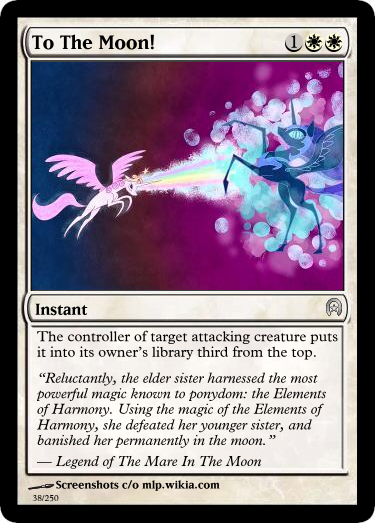 To The Moon! 1
Instant
The controller of target attacking creature puts
it into its owner's library third from the top.
“Reluctantly, the elder sister harnessed the most
powerful magic known to ponydom: the Elements
of Harmony. Using the magic of the Elements of
Harmony, she defeated her younger sister, and
banished her permanently in the moon.”
— Legend of The Mare In The Moon
Screenshots c/o mlp.wikia.com
38/250